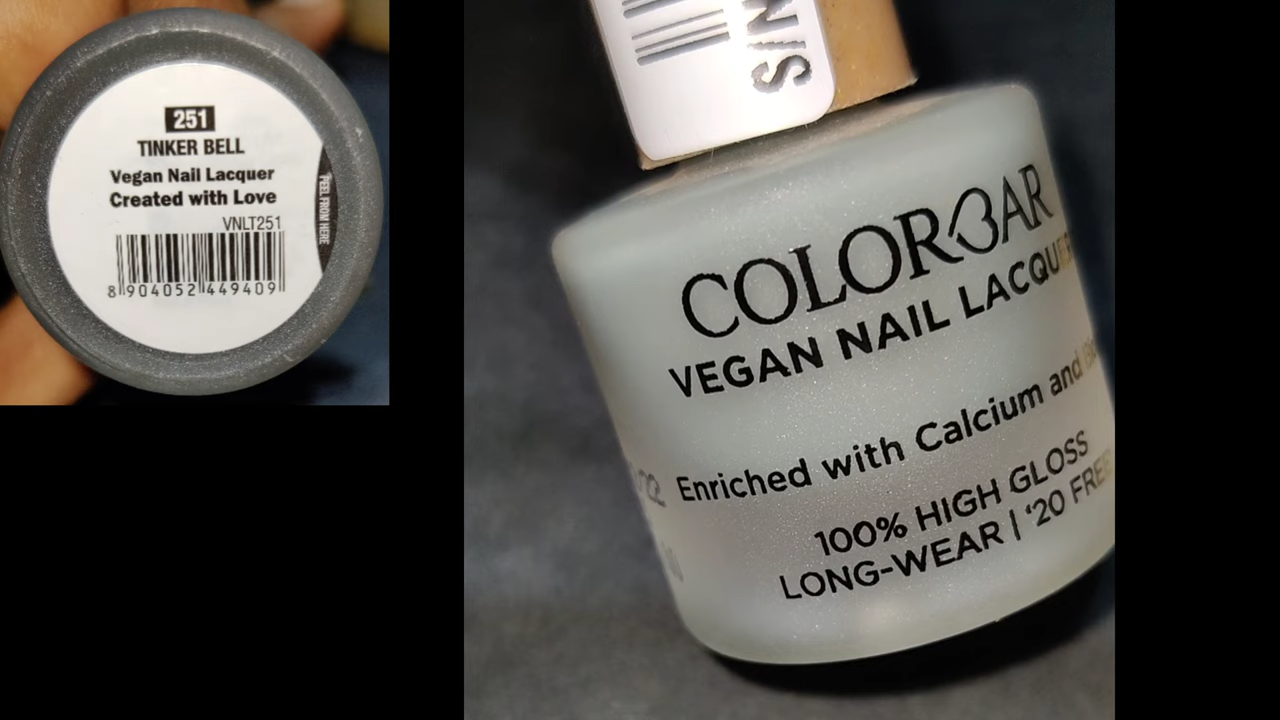 251
TINKER BELL
Vegan Nail Lacquer
Created with Love
VNLT251
8 904052 449409
PEEL FROM HERE
S/N
COLORBAR
VEGAN NAIL LACQUER
Enriched with Calcium and
100% HIGH GLOSS
LONG-WEAR | '20 FREE